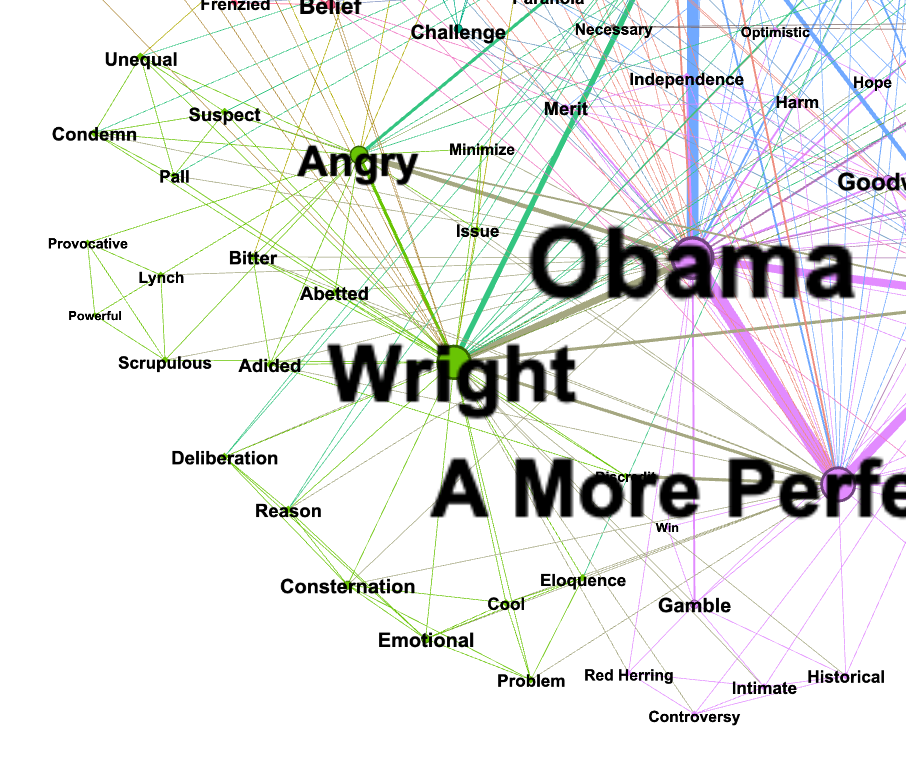 Frenzied
Belief
Paranoia
Challenge
Necessary
Optimistic
Unequal
Independence
Hope
Merit
Harm
Suspect
Condemn
Minimize
Angry
Pall
Goodw
Issue
Provocative
Bitter
Obama
Lynch
Abetted
Powerful
Scrupulous
Adided
Wright
Deliberation
Discredit
A More Perfe
Reason
Win
Consternation
Eloquence
Cool
Gamble
Emotional
Problem
Red Herring
Intimate
Historical
Controversy